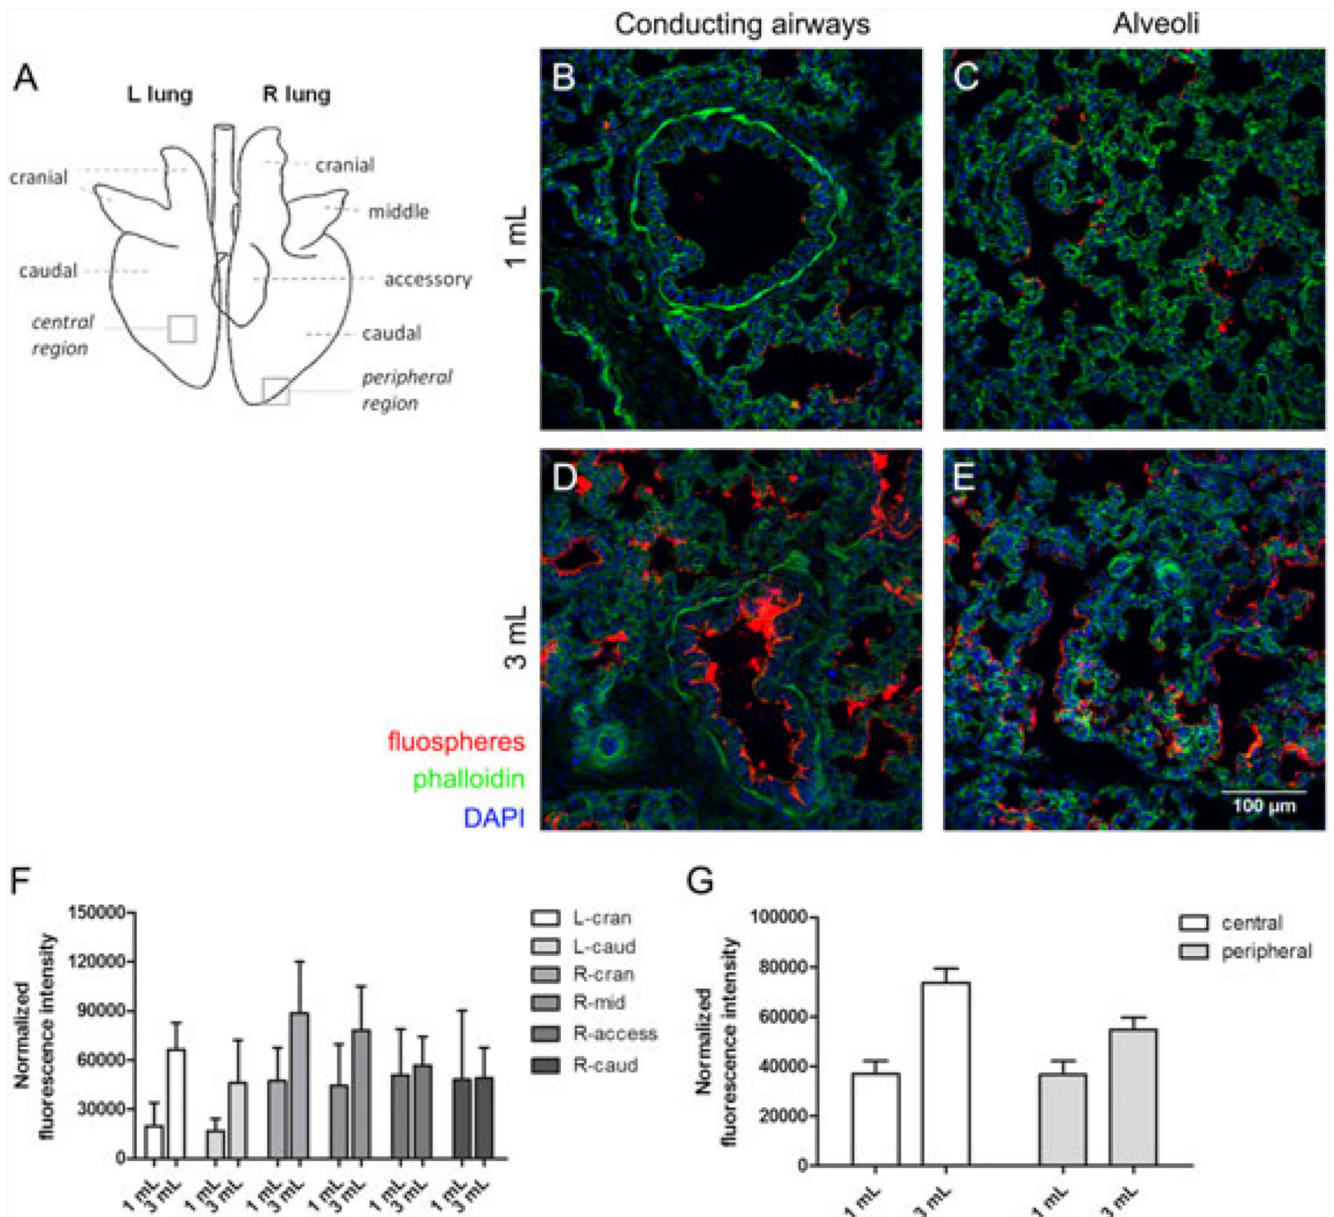 Conducting airways
Alveoli
A
L lung
R lung
cranial
cranial
middle
caudal
accessory
central
region
caudal
peripheral
region
B
C
1 mL
D
E
3 mL
fluospheres
phalloidin
DAPI
100 µm
F
Normalized
fluorescence intensity
150000
120000
90000
60000
30000
0
1 mL
3 mL
1 mL
3 mL
1 mL
3 mL
1 mL
3 mL
1 mL
3 mL
1 mL
3 mL
L-cran
L-caud
R-cran
R-mid
R-access
R-caud
G
Normalized
fluorescence intensity
100000
80000
60000
40000
20000
0
1 mL
3 mL
1 mL
3 mL
central
peripheral